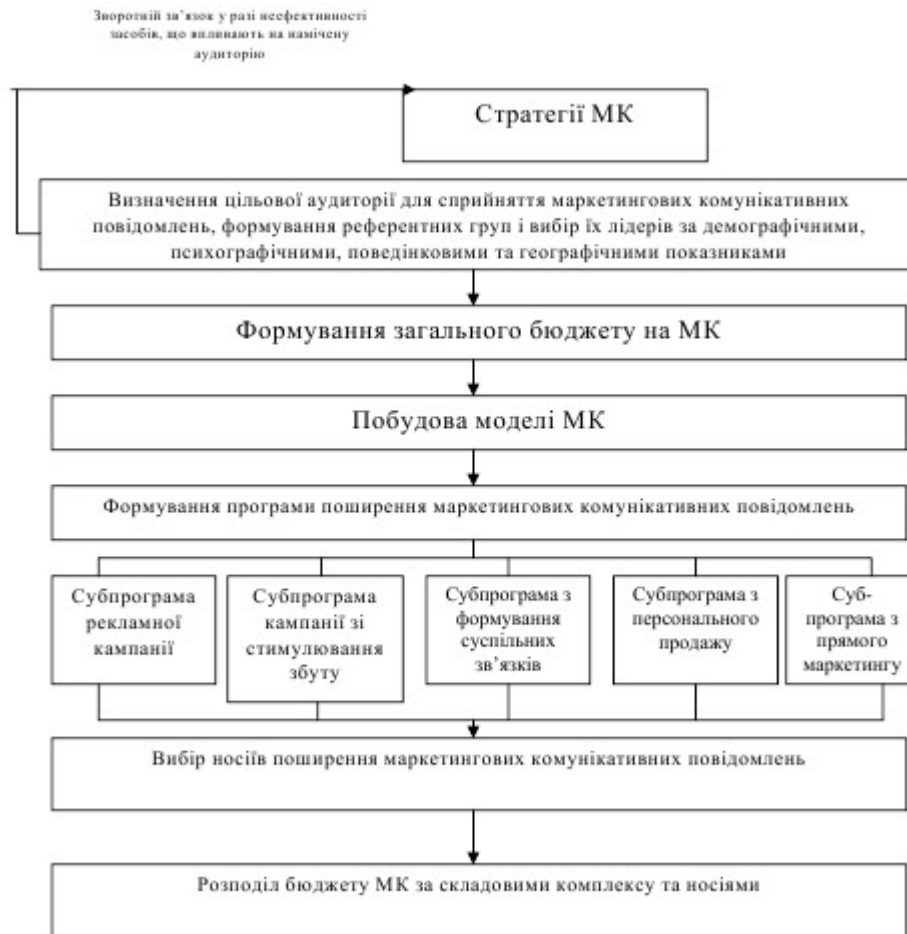 Зворотній зв’язок у разі неефективності
засобів, що впливають на намічену
аудиторію
Стратегії МК
Визначення цільової аудиторії для сприйняття маркетингових комунікативних
повідомлень, формування референтних груп і вибір їх лідерів за демографічними,
психографічними, поведінковими та географічними показниками
Формування загального бюджету на МК
Побудова моделі МК
Формування програми поширення маркетингових комунікативних повідомлень
Субпрограма
рекламної
кампанії
Субпрограма
кампанії зі
стимулювання
збуту
Субпрограма з
формування
суспільних
зв’язків
Субпрограма з
персонального
продажу
Суб-
програма з
прямого
маркетингу
Вибір носіїв поширення маркетингових комунікативних повідомлень
Розподіл бюджету МК за складовими комплексу та носіями